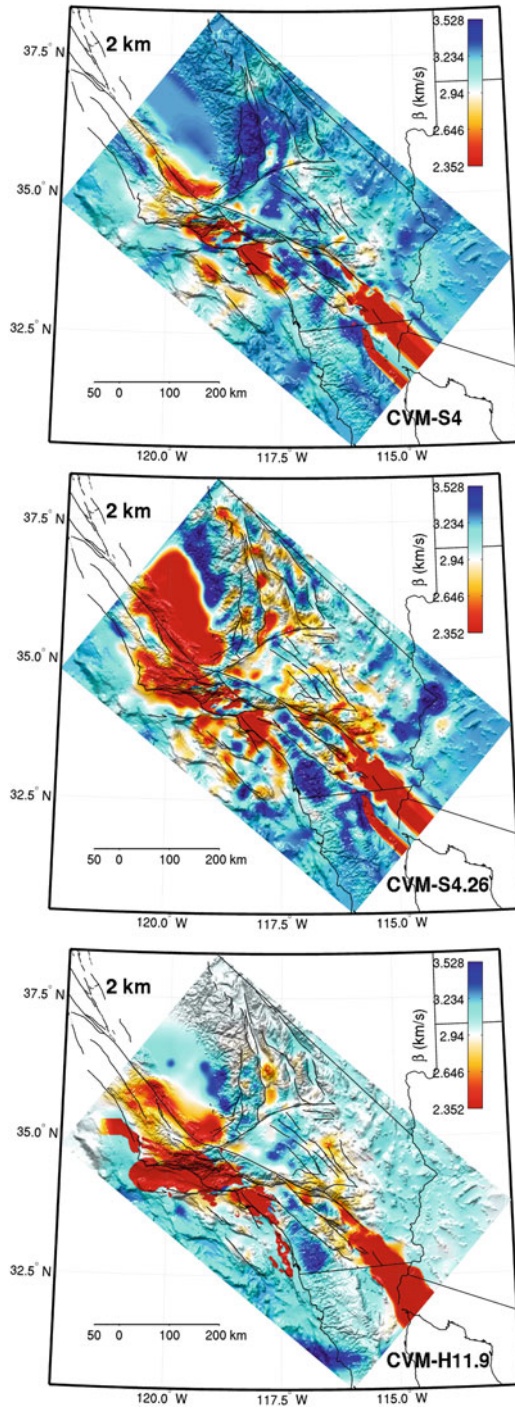 2 km
37.5° N
35.0° N
32.5° N
3.528
3.234
2.94
2.646
2.352
β (km/s)
50 0 100 200 km
CVM-S4
120.0° W
117.5° W
115.0° W
2 km
37.5° N
35.0° N
32.5° N
3.528
3.234
2.94
2.646
2.352
β (km/s)
50 0 100 200 km
CVM-S4.26
120.0° W
117.5° W
115.0° W
2 km
37.5° N
35.0° N
32.5° N
3.528
3.234
2.94
2.646
2.352
β (km/s)
50 0 100 200 km
CVM-H11.9
120.0° W
117.5° W
115.0° W